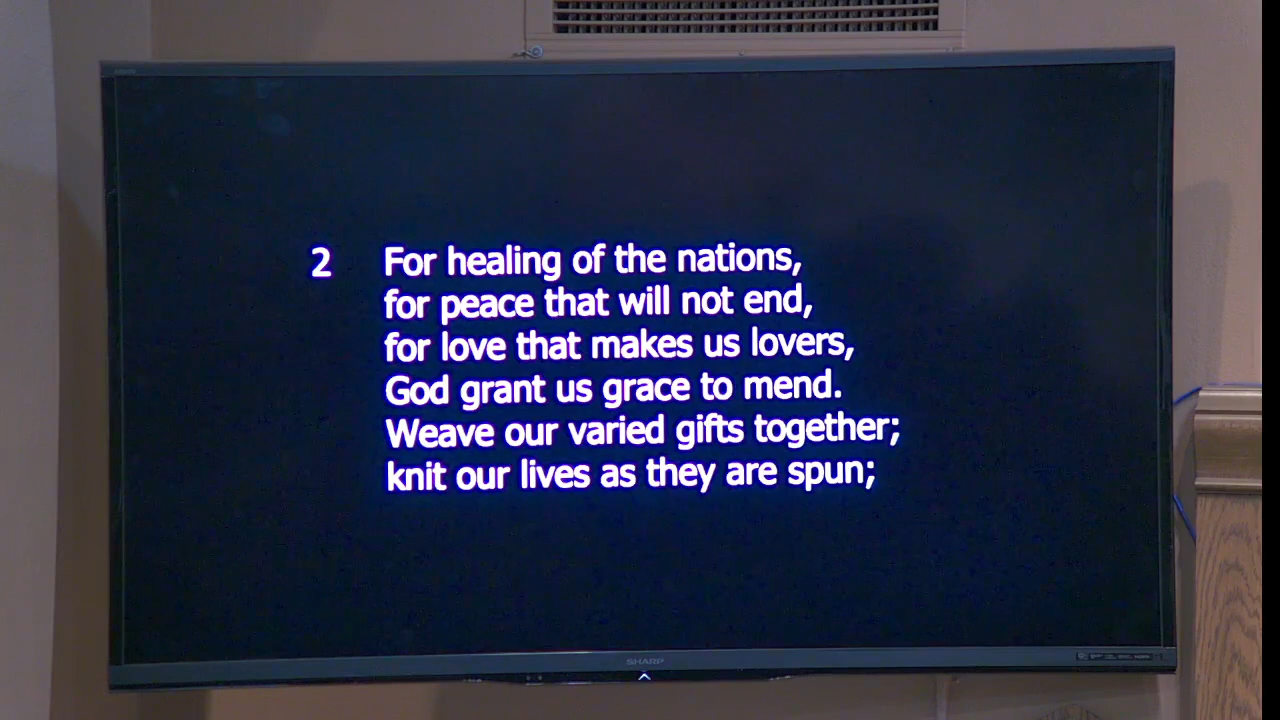 2 For healing of the nations,
for peace that will not end,
for love that makes us lovers,
God grant us grace to mend.
Weave our varied gifts together;
knit our lives as they are spun;
SHARP